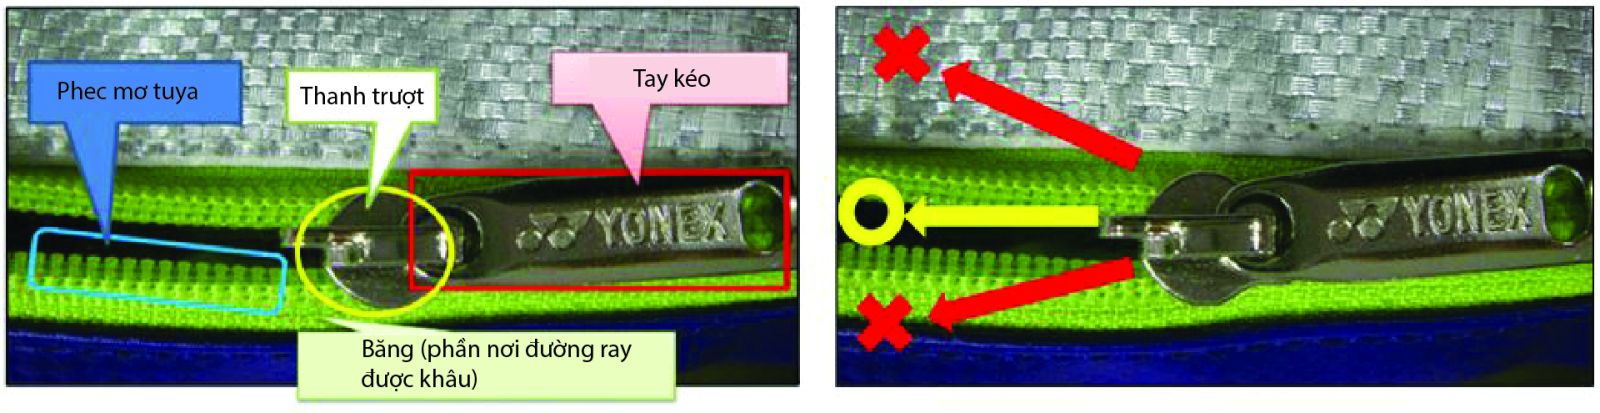 Phec mơ tuya
Thanh trượt
Tay kéo
YONEX
Băng (phần nơi đường ray
được khâu)
YONEX